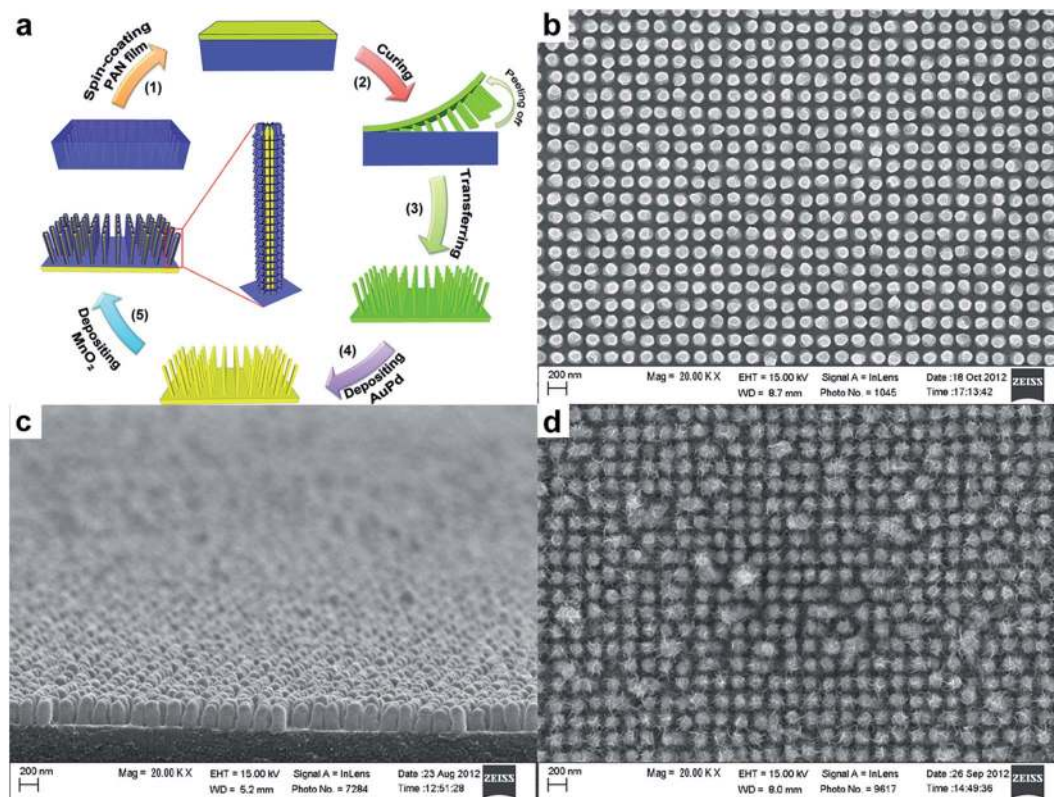 a
Spin-coating
PAN film
(1)
(2)
Curing
Peeling off
(3)
Transferring
(4)
Depositing
AuPd
(5)
Depositing
MnO₂
b
200 nm
Mag = 20.00 K X
EHT = 15.00 kV
WD = 8.7 mm
Signal A = InLens
Photo No. = 1045
Date :18 Oct 2012
Time :17:13:42
ZEISS
c
200 nm
Mag = 20.00 K X
EHT = 15.00 kV
WD = 5.2 mm
Signal A = InLens
Photo No. = 7284
Date :23 Aug 2012
Time :12:51:28
ZEISS
d
200 nm
Mag = 20.00 K X
EHT = 15.00 kV
WD = 8.0 mm
Signal A = InLens
Photo No. = 9617
Date :26 Sep 2012
Time :14:49:36
ZEISS